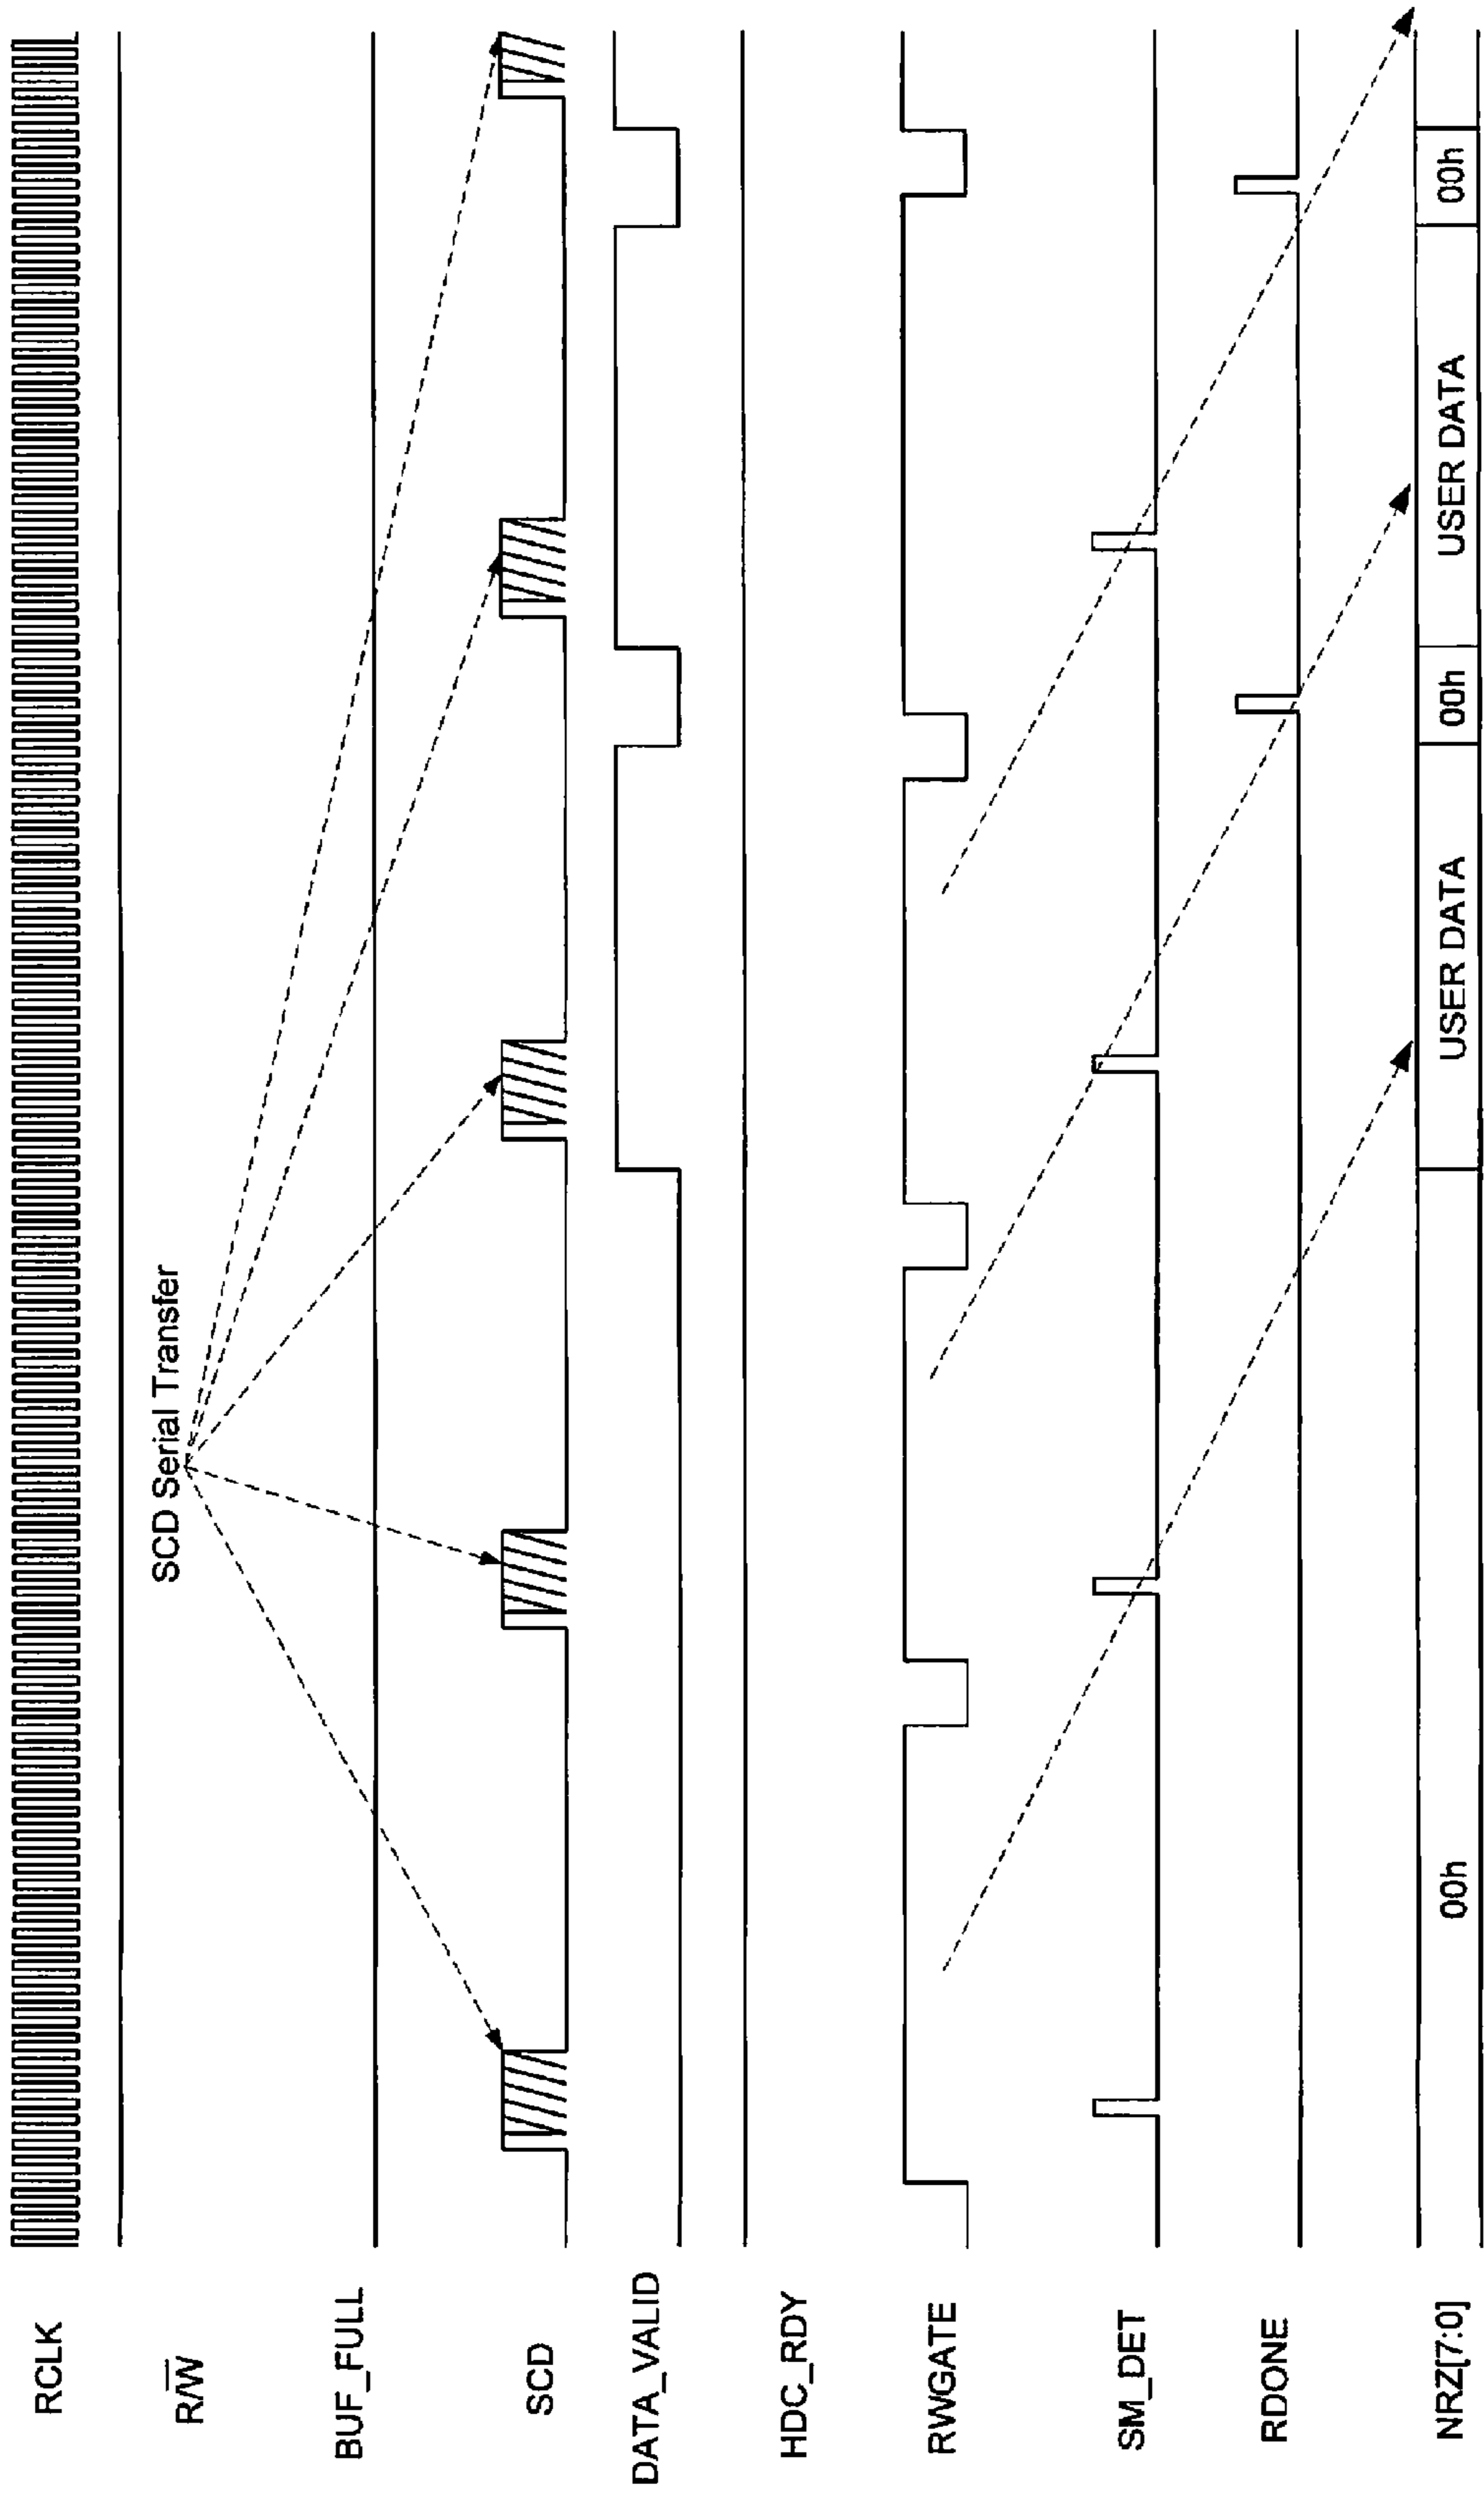 RCLK
R/W̅
SCD Serial Transfer
BUF_FULL
SCD
DATA_VALID
HDC_RDY
RWGATE
SM_DET
RDONE
NRZ[7:0]
00h
USER DATA
00h
USER DATA
00h